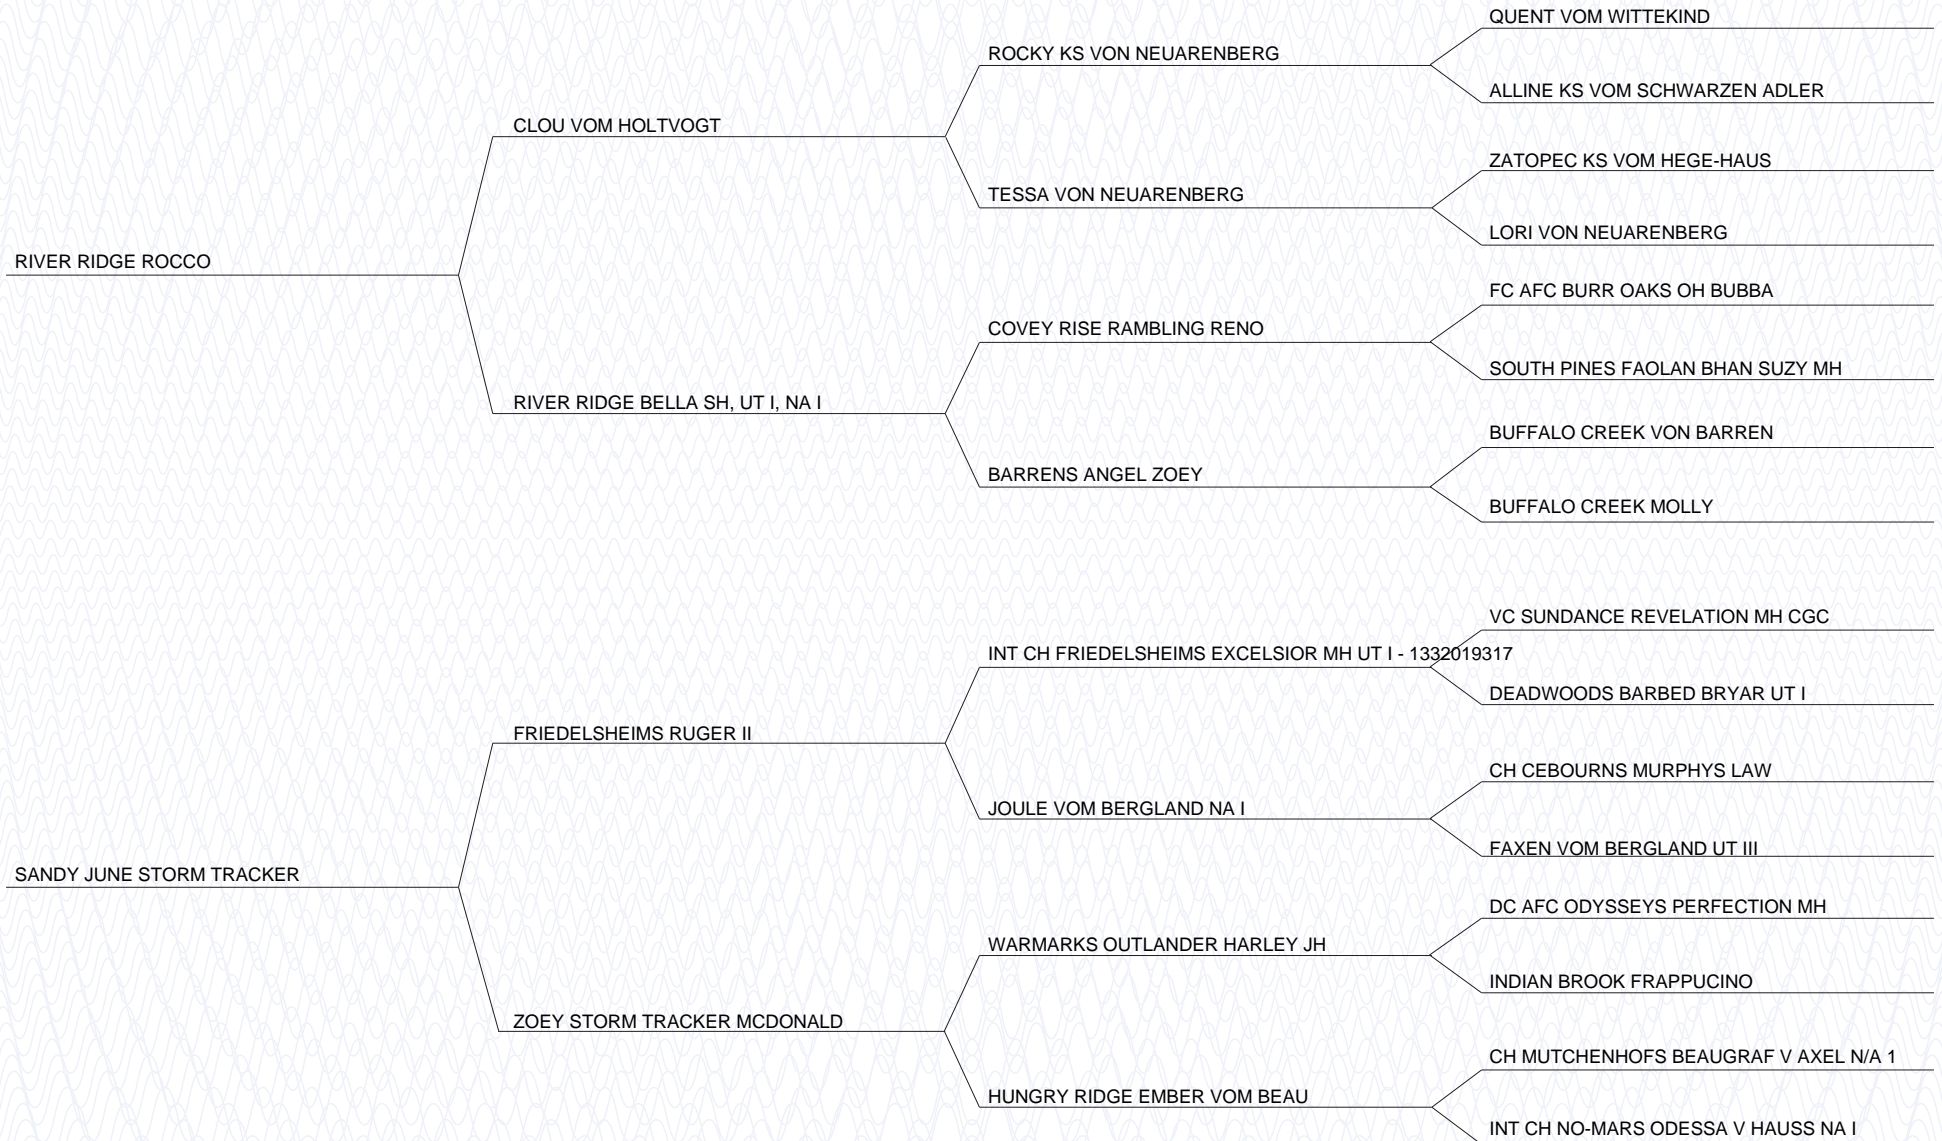 QUENT VOM WITTEKIND
ROCKY KS VON NEUARENBERG
ALLINE KS VOM SCHWARZEN ADLER
CLOU VOM HOLTVOGT
ZATOPEC KS VOM HEGE-HAUS
TESSA VON NEUARENBERG
LORI VON NEUARENBERG
RIVER RIDGE ROCCO
FC AFC BURR OAKS OH BUBBA
COVEY RISE RAMBLING RENO
SOUTH PINES FAOLAN BHAN SUZY MH
RIVER RIDGE BELLA SH, UT I, NA I
BUFFALO CREEK VON BARREN
BARRENS ANGEL ZOEY
BUFFALO CREEK MOLLY
VC SUNDANCE REVELATION MH CGC
INT CH FRIEDELSHEIMS EXCELSIOR MH UT I - 1332019317
DEADWOODS BARBED BRYAR UT I
FRIEDELSHEIMS RUGER II
CH CEBOURNS MURPHYS LAW
JOULE VOM BERGLAND NA I
FAXEN VOM BERGLAND UT III
SANDY JUNE STORM TRACKER
DC AFC ODYSSEYS PERFECTION MH
WARMARKS OUTLANDER HARLEY JH
INDIAN BROOK FRAPPUCINO
ZOEY STORM TRACKER MCDONALD
CH MUTCHENHOFS BEAUGRAF V AXEL N/A 1
HUNGRY RIDGE EMBER VOM BEAU
INT CH NO-MARS ODESSA V HAUSS NA I